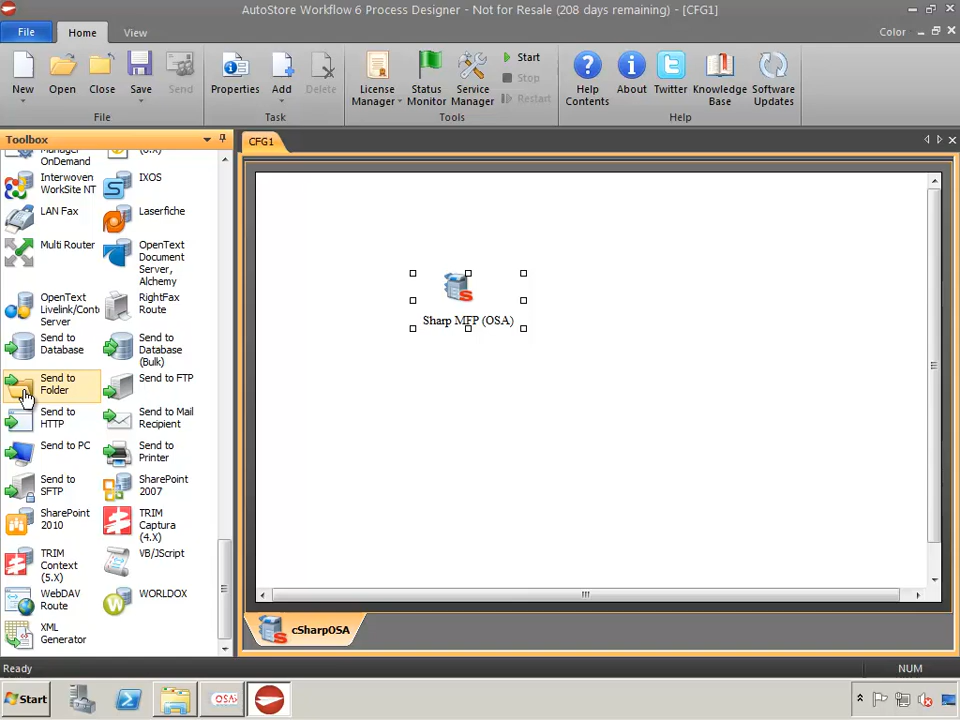 AutoStore Workflow 6 Process Designer - Not for Resale (208 days remaining) - [CFG1]
File
Home
View
Color
New
Open
Close
Save
Send
Properties
Add
Delete
License
Manager
Status
Monitor
Service
Manager
Start
Stop
Restart
Help
Contents
About
Twitter
Knowledge
Base
Software
Updates
File
Task
Tools
Help
Toolbox
CFG1
Manager
OnDemand
Interwoven
WorkSite NT
IXOS
LAN Fax
Laserfiche
Multi Router
OpenText
Document
Server,
Alchemy
OpenText
Livelink/Conte
Server
RightFax
Route
Send to
Database
Send to
Database
(Bulk)
Send to
Folder
Send to FTP
Send to
HTTP
Send to Mail
Recipient
Send to PC
Send to
Printer
Send to
SFTP
SharePoint
2007
SharePoint
2010
TRIM
Captura
(4.X)
TRIM
Context
(5.X)
VB/JScript
WebDAV
Route
WORLDOX
XML
Generator
Sharp MFP (OSA)
cSharpOSA
Ready
NUM
Start
OSA